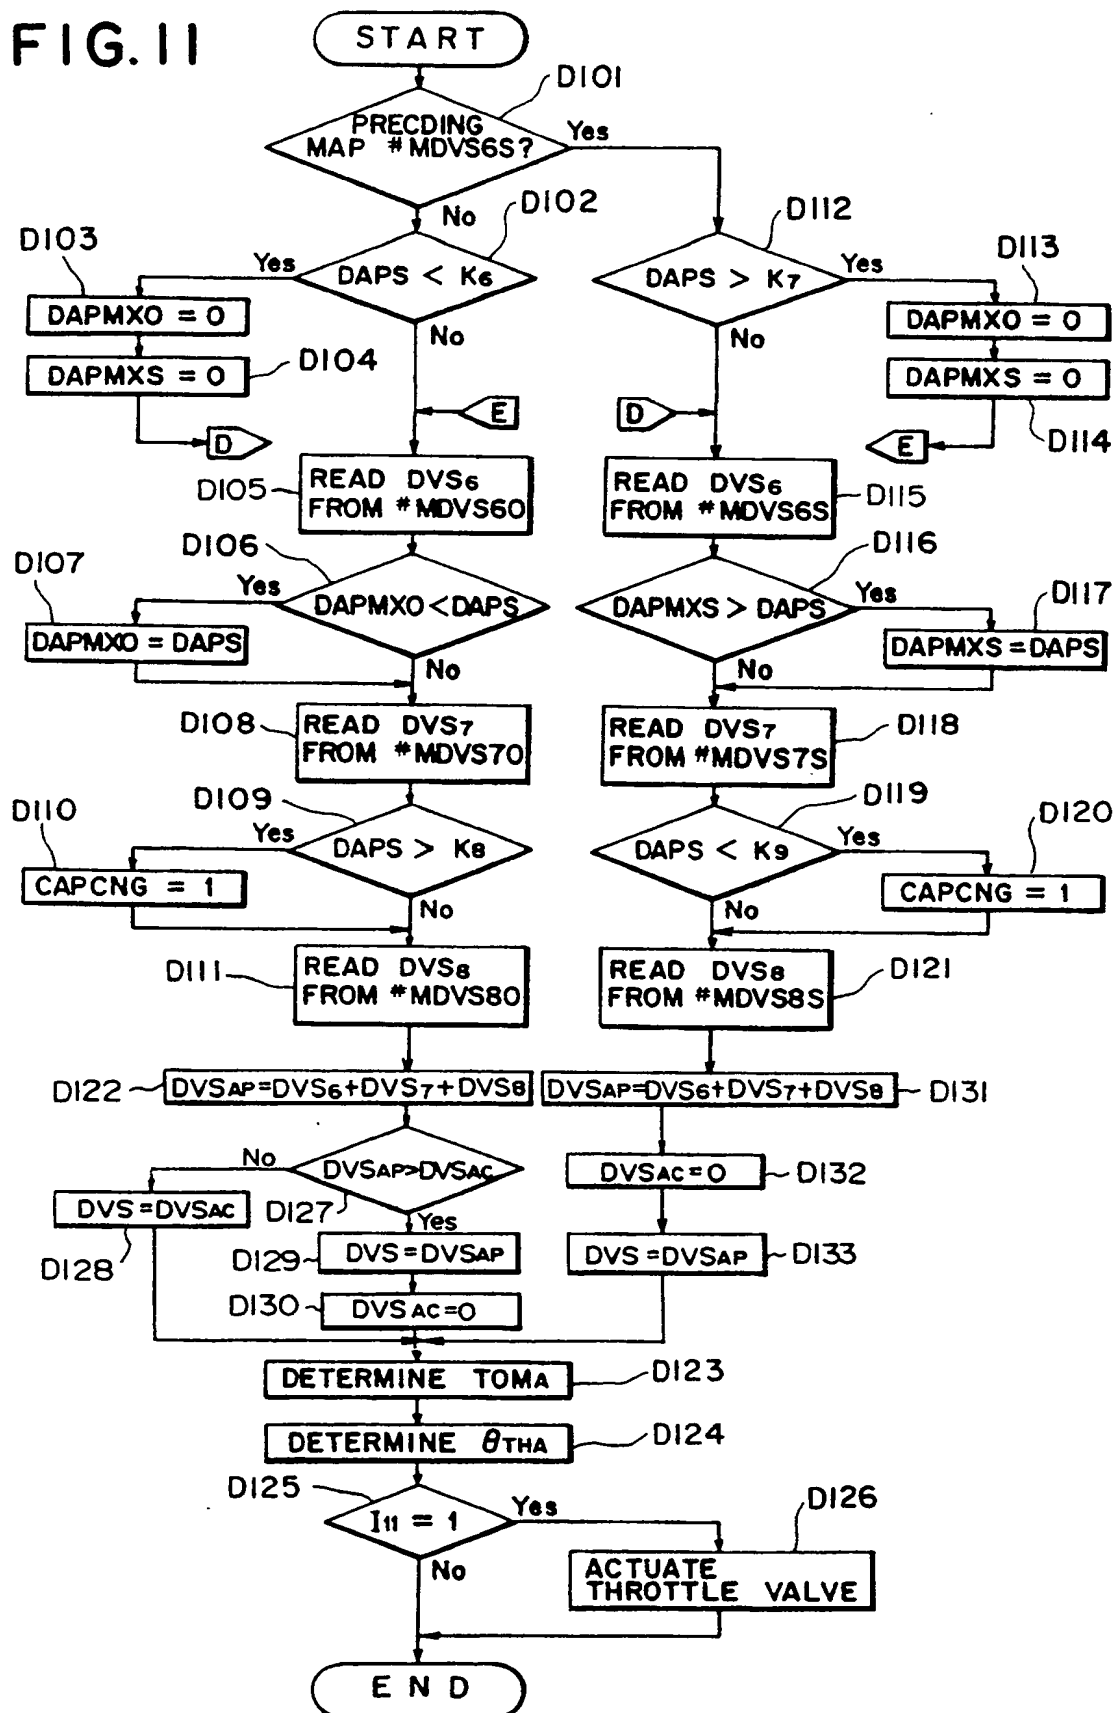 FIG. 11
START
D101
PRECDING
MAP #MDVS6S?
Yes
No
D102
D112
D103
Yes
DAPS < K6
DAPS > K7
Yes
D113
DAPMXO = 0
No
No
DAPMXO = 0
DAPMXS = 0
D104
DAPMXS = 0
D
E
D
E
D114
D105
READ DVS6
FROM #MDVS60
READ DVS6
FROM #MDVS6S
D115
D106
D116
D107
Yes
DAPMXO < DAPS
DAPMXS > DAPS
Yes
D117
DAPMXO = DAPS
No
No
DAPMXS = DAPS
D108
READ DVS7
FROM #MDVS70
READ DVS7
FROM #MDVS7S
D118
D109
D119
D110
Yes
DAPS > K8
DAPS < K9
Yes
D120
CAPCNG = 1
No
No
CAPCNG = 1
D111
READ DVS8
FROM #MDVS80
READ DVS8
FROM #MDVS8S
D121
D122
DVSAP=DVS6+DVS7+DVS8
DVSAP=DVS6+DVS7+DVS8
D131
No
DVSAP>DVSAC
DVSAC=0
D132
DVS=DVSAC
D127
Yes
D128
D129
DVS=DVSAP
DVS=DVSAP
D133
D130
DVSAC=0
DETERMINE TOMA
D123
DETERMINE θTHA
D124
D125
I11 = 1
Yes
D126
No
ACTUATE
THROTTLE VALVE
END